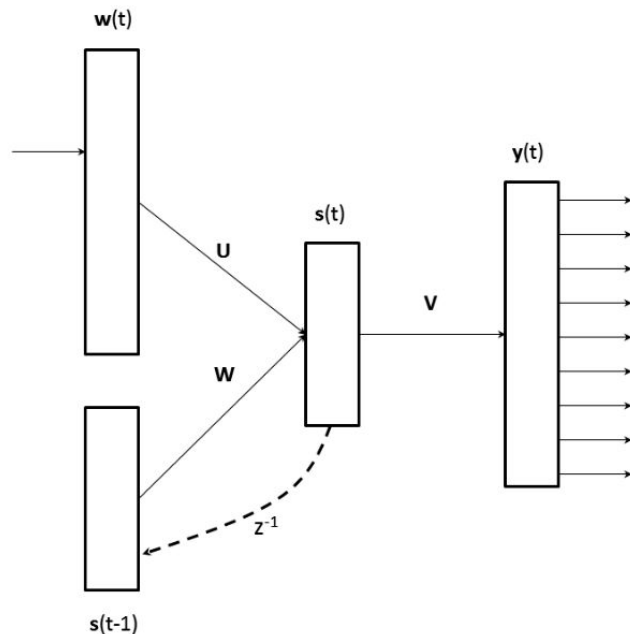 w(t)
y(t)
s(t)
U
V
W
z⁻¹
s(t-1)